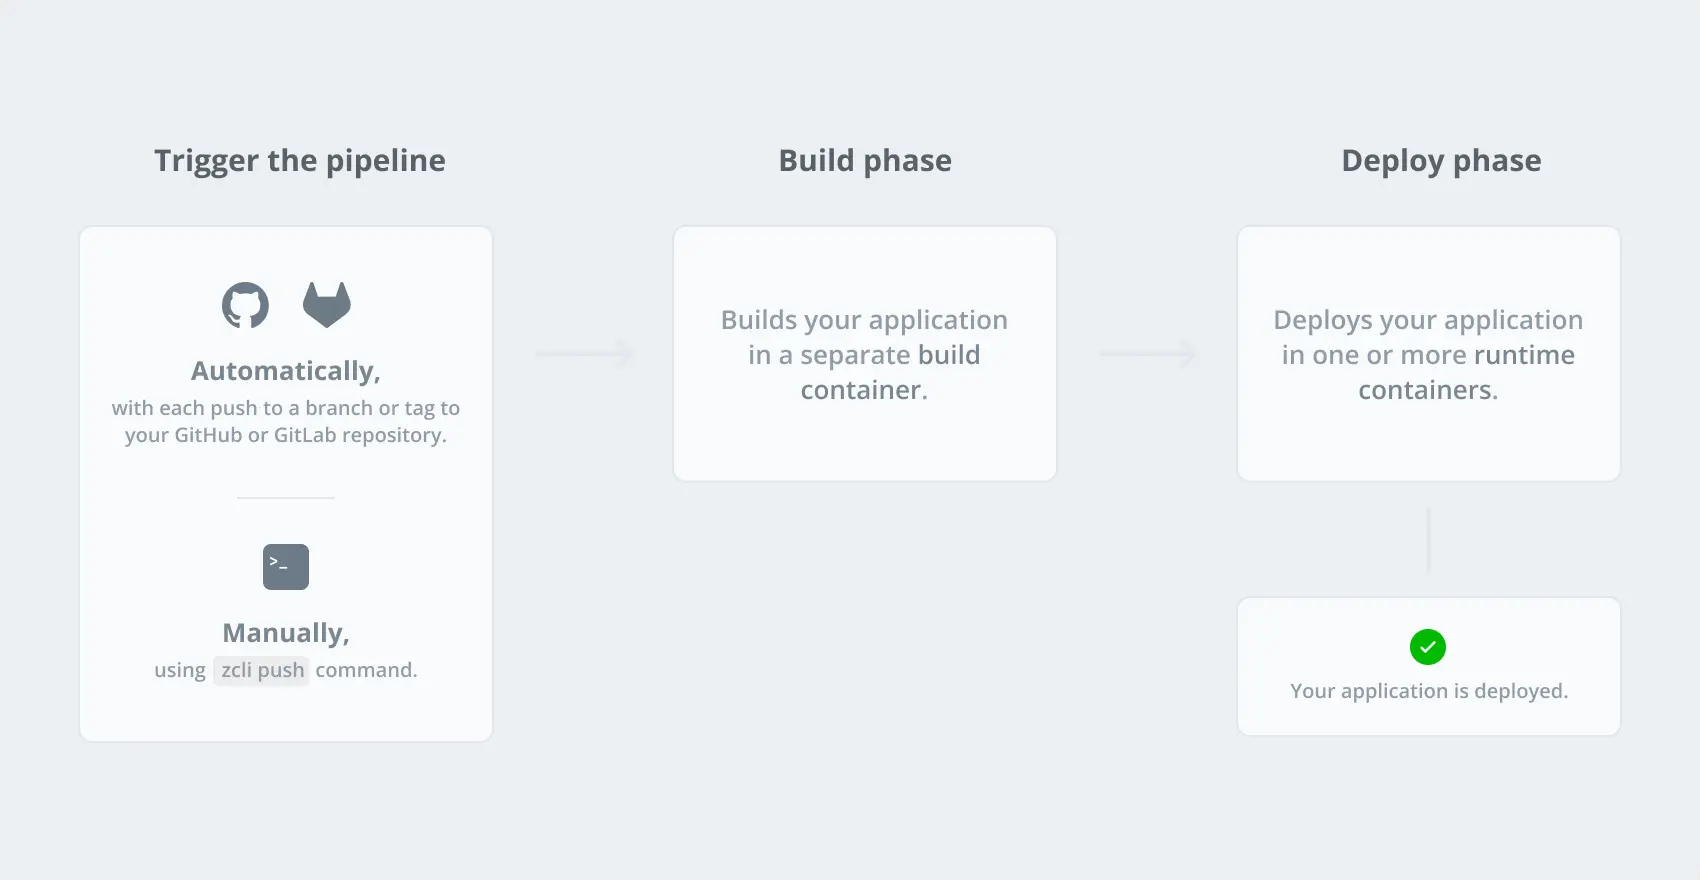 Trigger the pipeline
Automatically,
with each push to a branch or tag to
your GitHub or GitLab repository.
>_
Manually,
using zcli push command.
Build phase
Builds your application
in a separate build
container.
Deploy phase
Deploys your application
in one or more runtime
containers.
Your application is deployed.